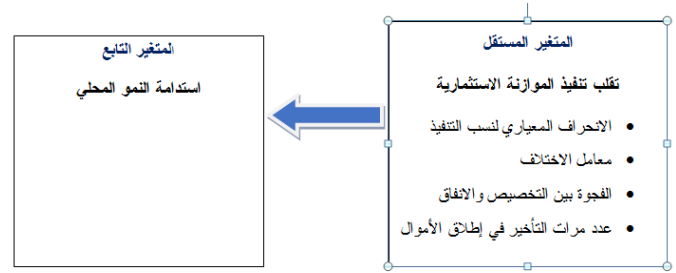 المتغير المستقل
تقلب تنفيذ الموازنة الاستثمارية
• الانحراف المعياري لنسب التنفيذ
• معامل الاختلاف
• الفجوة بين التخصيص والانفاق
• عدد مرات التأخير في إطلاق الأموال
المتغير التابع
استدامة النمو المحلي